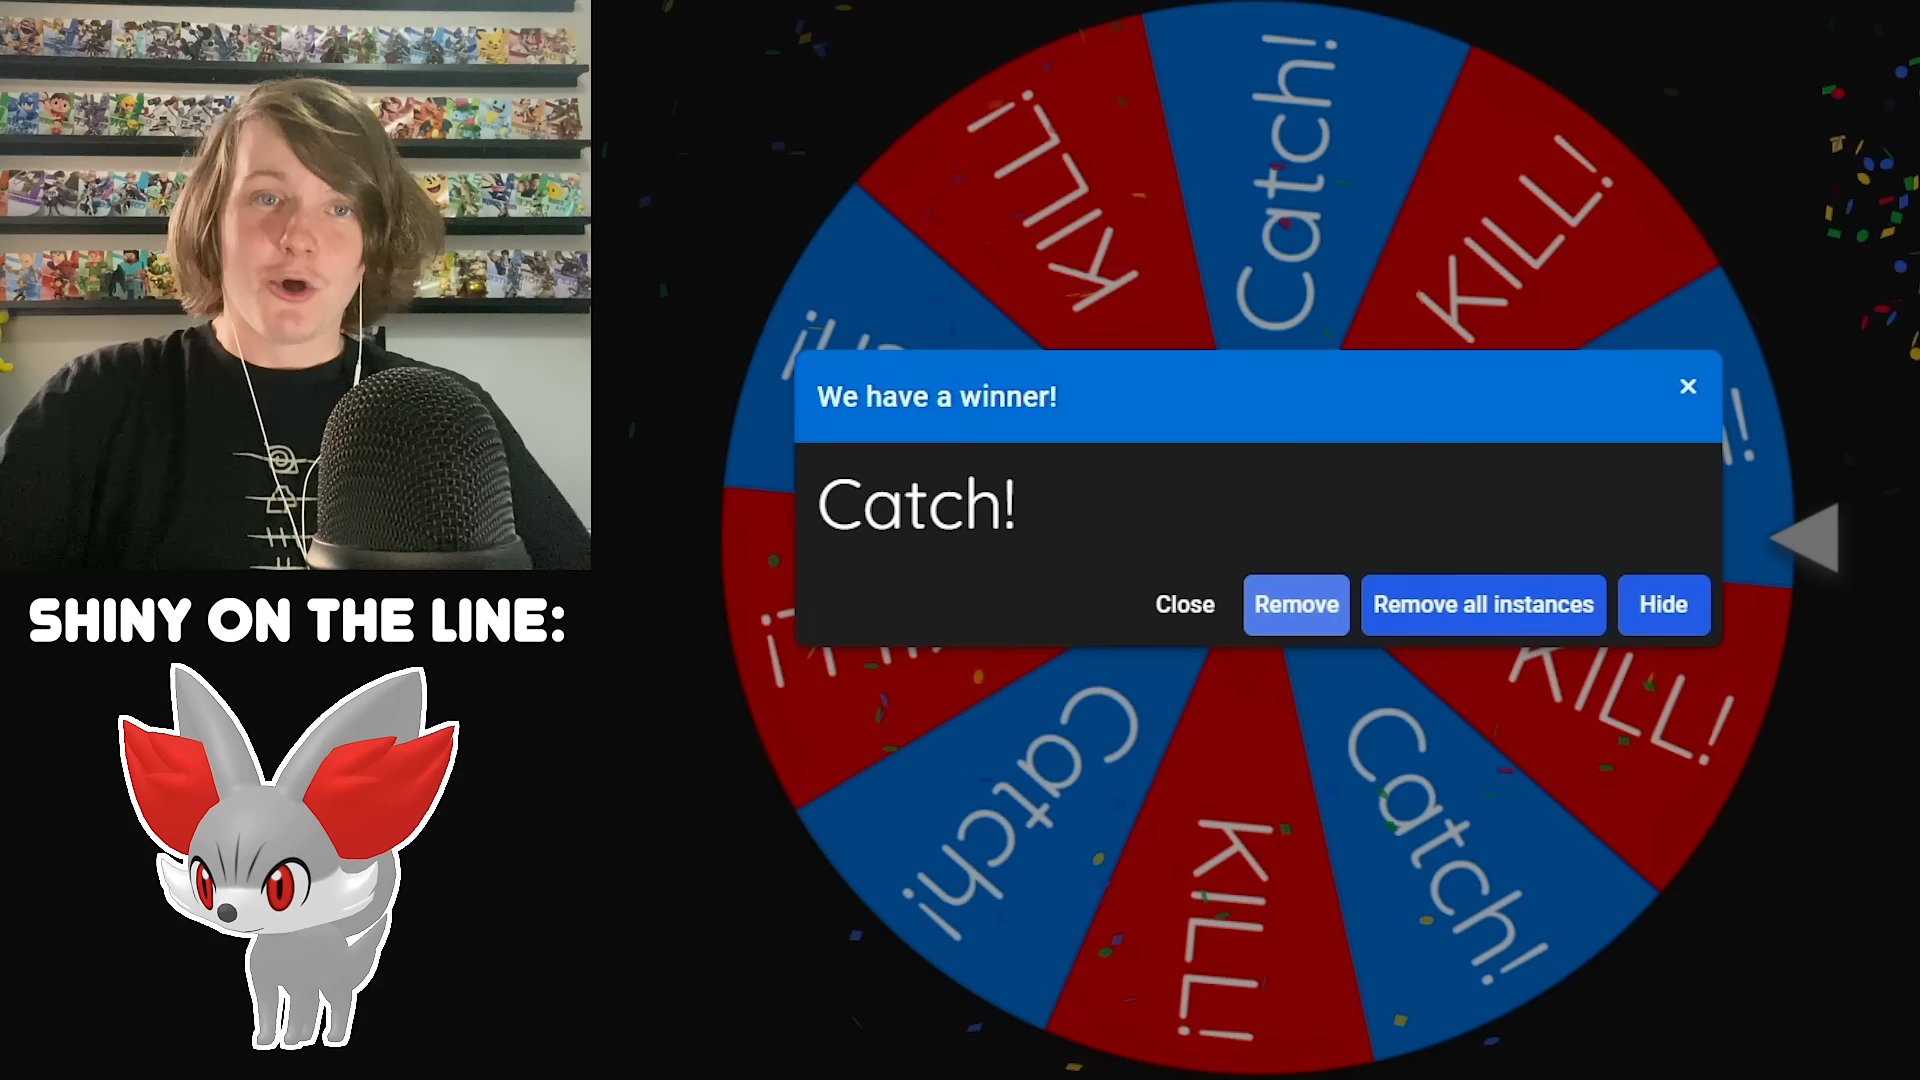 Catch!
KILL!
KILL!
We have a winner!
×
Catch!
Close
Remove
Remove all instances
Hide
SHINY ON THE LINE:
KILL!
Catch!
Catch!
KILL!